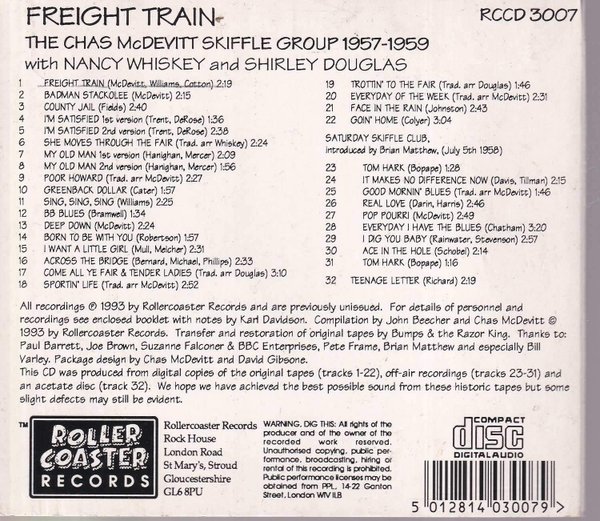 FREIGHT TRAIN
RCCD 3007
THE CHAS McDEVITT SKIFFLE GROUP 1957-1959
with NANCY WHISKEY and SHIRLEY DOUGLAS
1 FREIGHT TRAIN (McDevitt, Williams, Cotton) 2:19
2 BADMAN STACKOLEE (McDevitt) 2:15
3 COUNTY JAIL (Fields) 2:40
4 I'M SATISFIED 1st version (Trent, DeRose) 1:36
5 I'M SATISFIED 2nd version (Trent, DeRose) 2:38
6 SHE MOVES THROUGH THE FAIR (Trad. arr Whiskey) 2:24
7 MY OLD MAN 1st version (Hanighan, Mercer) 2:09
8 MY OLD MAN 2nd version (Hanighan, Mercer) 1:56
9 POOR HOWARD (Trad. arr McDevitt) 2:27
10 GREENBACK DOLLAR (Cater) 1:57
11 SING, SING, SING (Williams) 2:25
12 BB BLUES (Bramwell) 1:34
13 DEEP DOWN (McDevitt) 2:24
14 BORN TO BE WITH YOU (Robertson) 1:57
15 I WANT A LITTLE GIRL (Mull, Melcher) 2:31
16 ACROSS THE BRIDGE (Bernard, Michael, Phillips) 2:33
17 COME ALL YE FAIR & TENDER LADIES (Trad. arr Douglas) 3:10
18 SPORTIN' LIFE (Trad. arr McDevitt) 2:52
19 TROTTIN' TO THE FAIR (Trad. arr Douglas) 1:46
20 EVERYDAY OF THE WEEK (Trad. arr McDevitt) 2:31
21 FACE IN THE RAIN (Johnston) 2:43
22 GOIN' HOME (Colyer) 3:04
SATURDAY SKIFFLE CLUB,
introduced by Brian Matthew, (July 5th 1958)
23 TOM HARK (Bopape) 1:28
24 IT MAKES NO DIFFERENCE NOW (Davis, Tillman) 2:15
25 GOOD MORNIN' BLUES (Trad. arr McDevitt) 1:46
26 REAL LOVE (Darin, Harris) 2:46
27 POP POURRI (McDevitt) 2:49
28 EVERYDAY I HAVE THE BLUES (Chatham) 3:20
29 I DIG YOU BABY (Rainwater, Stevenson) 2:57
30 ACE IN THE HOLE (Schobel) 2:14
31 TOM HARK (Bopape) 1:16
32 TEENAGE LETTER (Richard) 2:19
All recordings ℗ 1993 by Rollercoaster Records and are previously unissued. For details of personnel and
recordings see enclosed booklet with notes by Karl Davidson. Compilation by John Beecher and Chas McDevitt ©
1993 by Rollercoaster Records. Transfer and restoration of original tapes by Bumps & the Razor King. Thanks to:
Paul Barrett, Joe Brown, Suzanne Falconer & BBC Enterprises, Pete Frame, Brian Matthew and especially Bill
Varley. Package design by Chas McDevitt and David Gibsone.
This CD was produced from digital copies of the original tapes (tracks 1-22), off-air recordings (tracks 23-31) and
an acetate disc (track 32). We hope we have achieved the best possible sound from these historic tapes but some
slight defects may still be evident.
TM
ROLLER
COASTER
RECORDS
Rollercoaster Records
Rock House
London Road
St Mary's, Stroud
Gloucestershire
GL6 8PU
WARNING, DIG THIS: All rights of the
producer and of the owner of the
recorded work reserved.
Unauthorised copying, public per-
formance, broadcasting, hiring or
rental of this recording is prohibited.
Public performance licences may be
obtained from PPL, 14-22 Ganton
Street, London W1V 1LB
COMPACT
disc
DIGITAL AUDIO
5 012814 030079 >